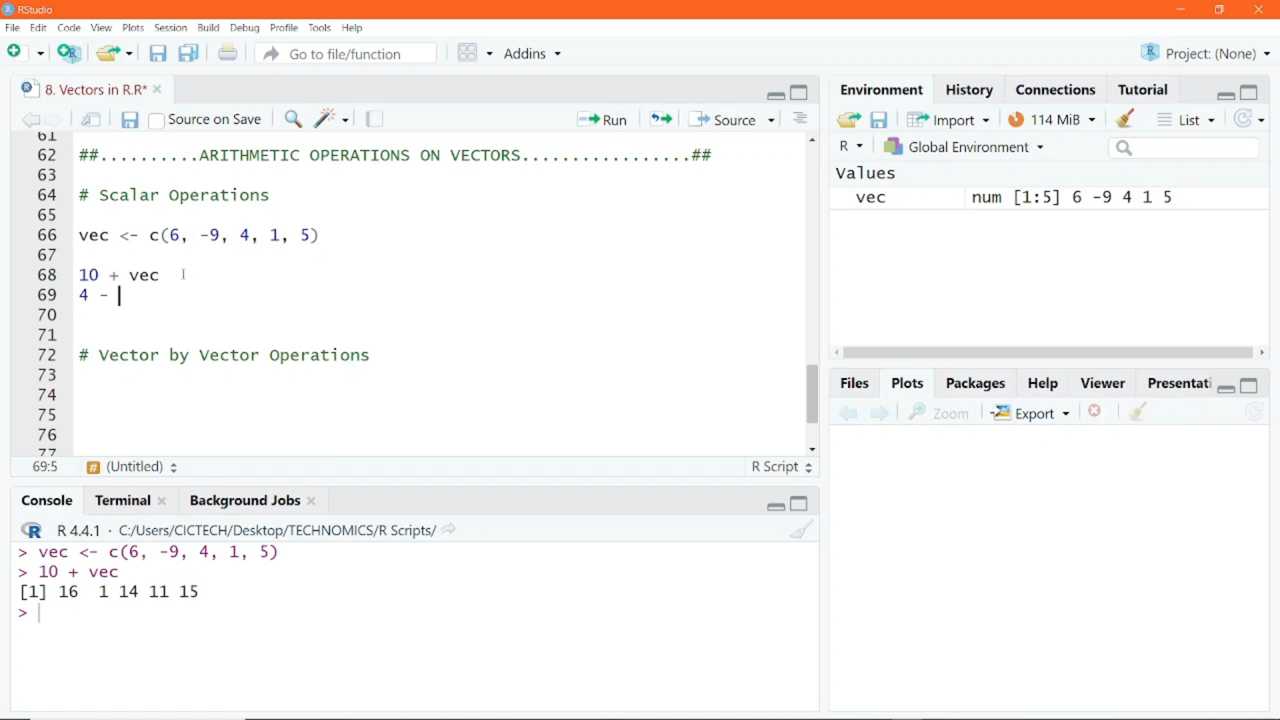 RStudio
File Edit Code View Plots Session Build Debug Profile Tools Help
Go to file/function Addins Project: (None)
8. Vectors in R.R*
Source on Save Run Source
61
62 ##..........ARITHMETIC OPERATIONS ON VECTORS.................##
63
64 # Scalar Operations
65
66 vec <- c(6, -9, 4, 1, 5)
67
68 10 + vec
69 4 -
70
71
72 # Vector by Vector Operations
73
74
75
76
77
69:5 (Untitled) R Script
Console Terminal Background Jobs
R 4.4.1 · C:/Users/CICTECH/Desktop/TECHNOMICS/R Scripts/
> vec <- c(6, -9, 4, 1, 5)
> 10 + vec
[1] 16 1 14 11 15
>
Environment History Connections Tutorial
Import 114 MiB List
R Global Environment
Values
vec num [1:5] 6 -9 4 1 5
Files Plots Packages Help Viewer Presentati
Zoom Export